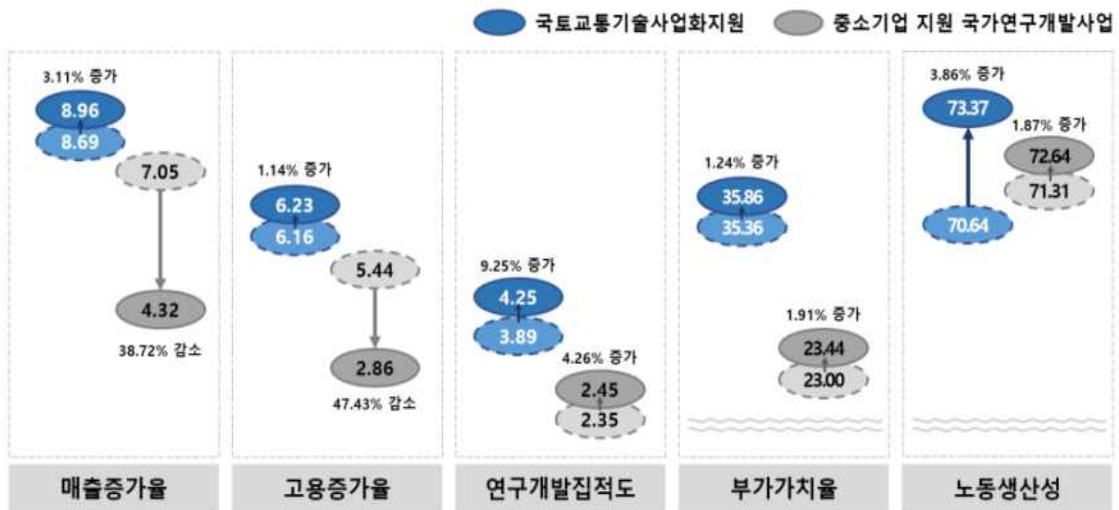 국토교통기술사업화지원 중소기업 지원 국가연구개발사업
3.11% 증가
8.96
8.69
7.05
4.32
38.72% 감소
매출증가율
1.14% 증가
6.23
6.16
5.44
2.86
47.43% 감소
고용증가율
9.25% 증가
4.25
3.89
4.26% 증가
2.45
2.35
연구개발집적도
1.24% 증가
35.86
35.36
1.91% 증가
23.44
23.00
부가가치율
3.86% 증가
73.37
70.64
1.87% 증가
72.64
71.31
노동생산성